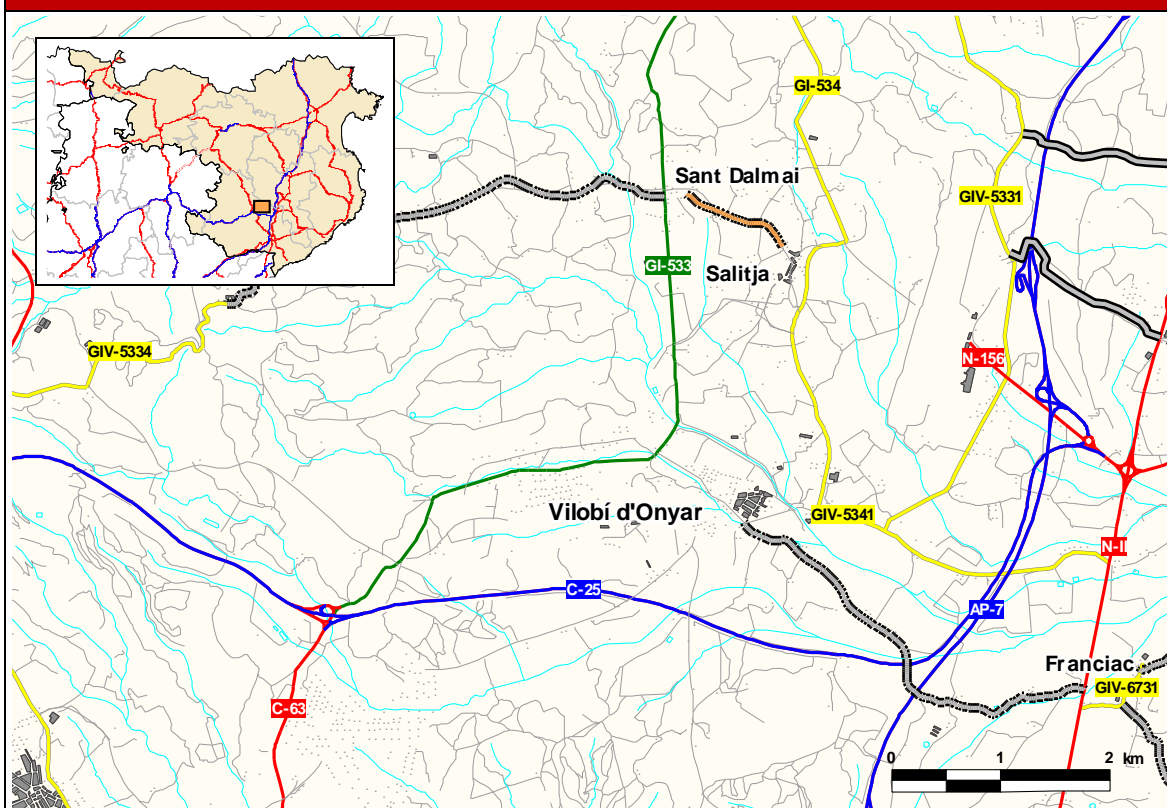 GI-534
Sant Dalmai
GIV-5331
GI-533
Salitja
GIV-5334
N-156
Vilobí d'Onyar
GIV-5341
N-II
C-25
AP-7
Franciac
GIV-6731
C-63
0 1 2 km